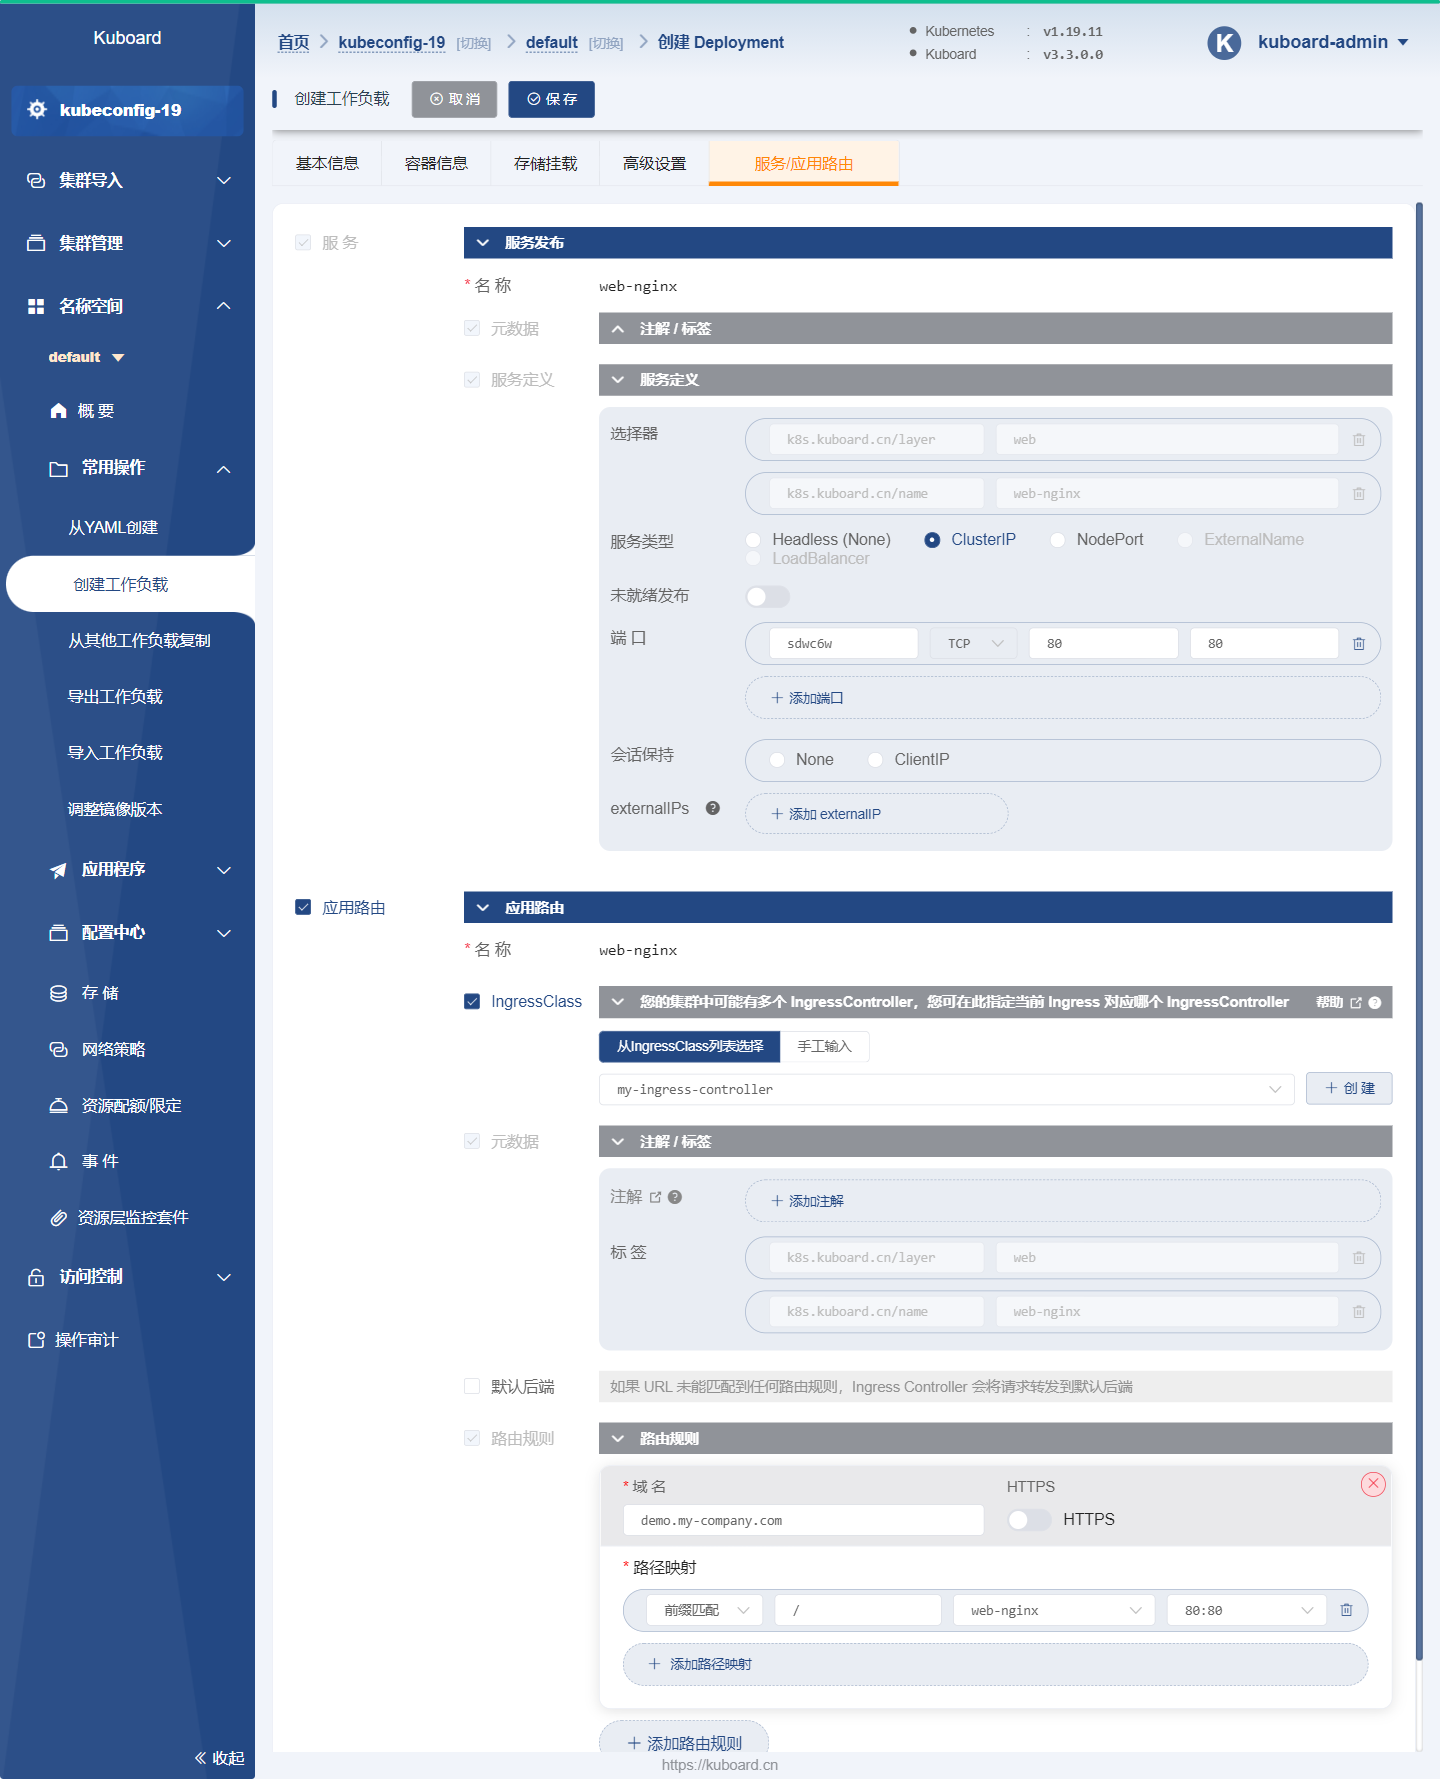 Kuboard
kubeconfig-19
集群导入
集群管理
名称空间
default
概 要
常用操作
从YAML创建
创建工作负载
从其他工作负载复制
导出工作负载
导入工作负载
调整镜像版本
应用程序
配置中心
存 储
网络策略
资源配额/限定
事 件
资源层监控套件
访问控制
操作审计
收起
首页 kubeconfig-19 [切换] default [切换] 创建 Deployment
Kubernetes : v1.19.11
Kuboard : v3.3.0.0
K kuboard-admin
创建工作负载 取 消 保 存
基本信息 容器信息 存储挂载 高级设置 服务/应用路由
服 务 服务发布
* 名 称 web-nginx
元数据 注解 / 标签
服务定义 服务定义
选择器 k8s.kuboard.cn/layer web
k8s.kuboard.cn/name web-nginx
服务类型 Headless (None) ClusterIP NodePort ExternalName
LoadBalancer
未就绪发布
端 口 sdwc6w TCP 80 80
添加端口
会话保持 None ClientIP
externalIPs ? 添加 externalIP
应用路由 应用路由
* 名 称 web-nginx
IngressClass 您的集群中可能有多个 IngressController，您可在此指定当前 Ingress 对应哪个 IngressController 帮助 ?
从IngressClass列表选择 手工输入
my-ingress-controller 创 建
元数据 注解 / 标签
注解 ? 添加注解
标 签 k8s.kuboard.cn/layer web
k8s.kuboard.cn/name web-nginx
默认后端 如果 URL 未能匹配到任何路由规则，Ingress Controller 会将请求转发到默认后端
路由规则 路由规则
* 域 名 HTTPS
demo.my-company.com HTTPS
* 路径映射
前缀匹配 / web-nginx 80:80
添加路径映射
添加路由规则
https://kuboard.cn